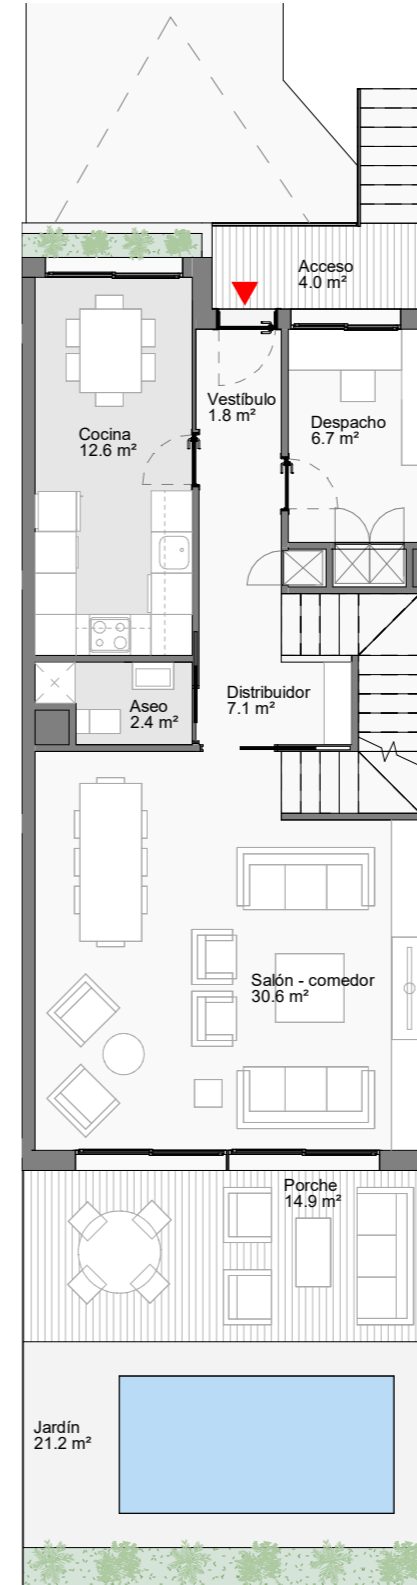 Acceso
4.0 m²
Vestíbulo
1.8 m²
Despacho
6.7 m²
Cocina
12.6 m²
Distribuidor
7.1 m²
Aseo
2.4 m²
Salón - comedor
30.6 m²
Porche
14.9 m²
Jardín
21.2 m²